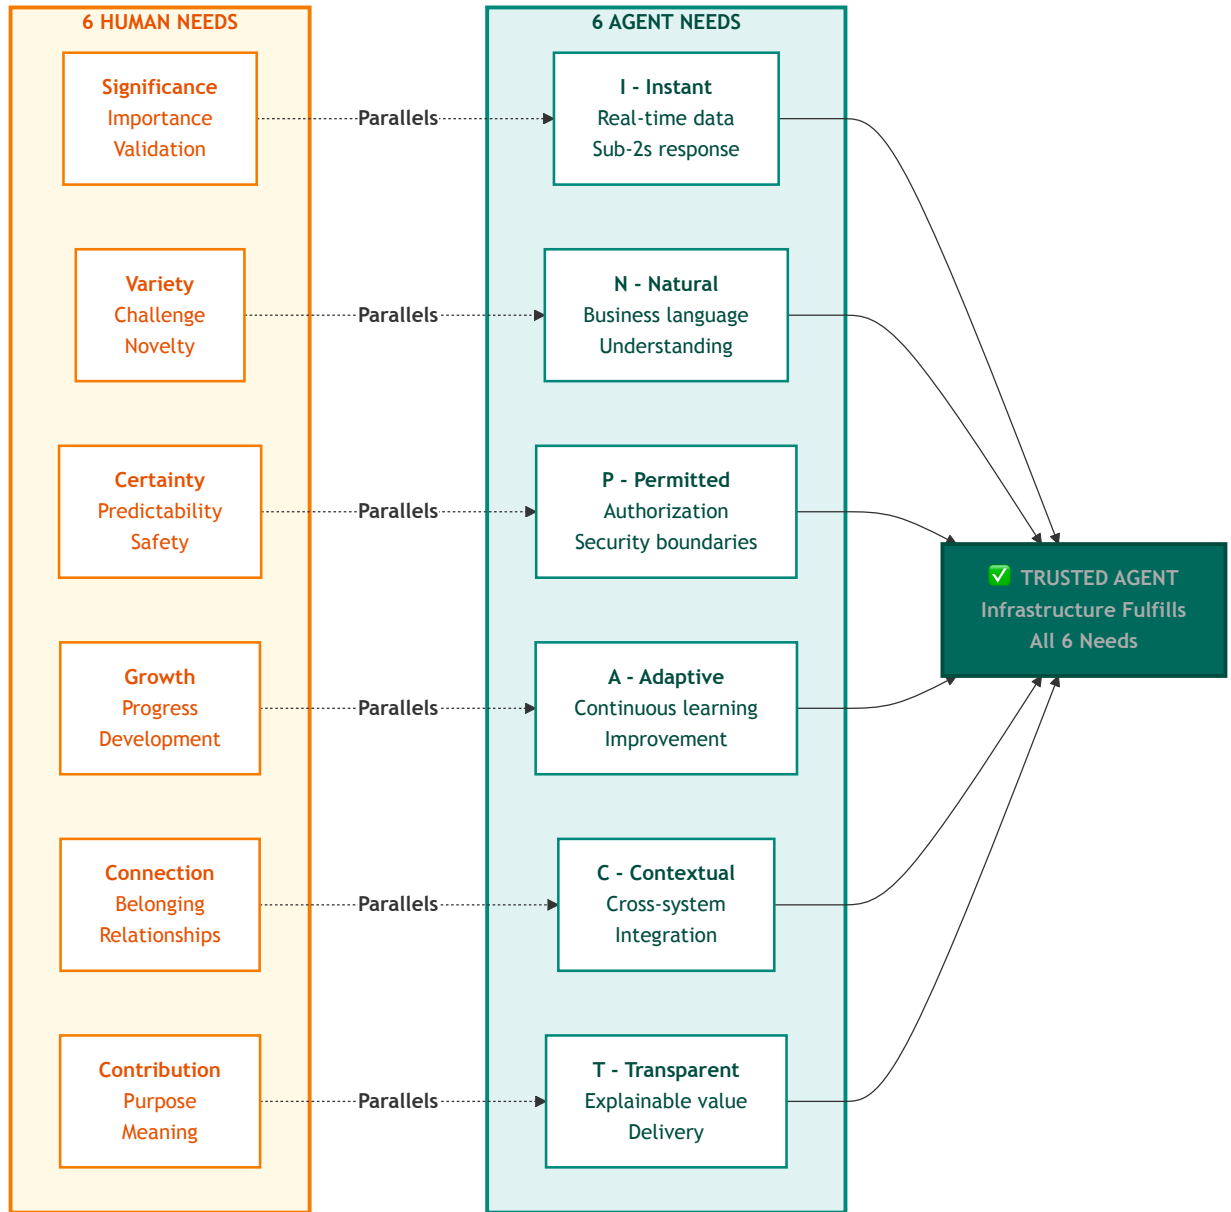 6 HUMAN NEEDS
6 AGENT NEEDS
Significance
Importance
Validation
Parallels
I - Instant
Real-time data
Sub-2s response
Variety
Challenge
Novelty
Parallels
N - Natural
Business language
Understanding
Certainty
Predictability
Safety
Parallels
P - Permitted
Authorization
Security boundaries
Growth
Progress
Development
Parallels
A - Adaptive
Continuous learning
Improvement
Connection
Belonging
Relationships
Parallels
C - Contextual
Cross-system
Integration
Contribution
Purpose
Meaning
Parallels
T - Transparent
Explainable value
Delivery
✅ TRUSTED AGENT
Infrastructure Fulfills
All 6 Needs